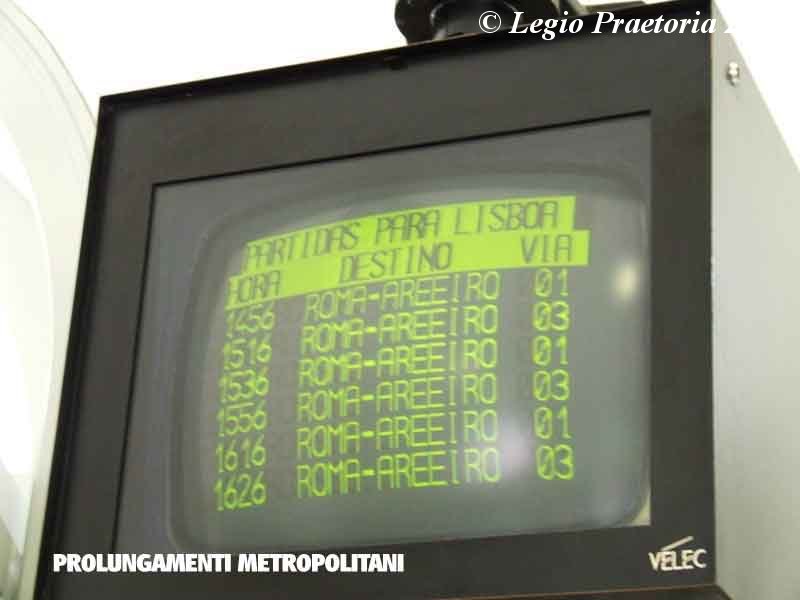 © Legio Praetoria
PARTIDAS PARA LISBOA
HORA DESTINO VIA
1456 ROMA-AREEIRO 01
1516 ROMA-AREEIRO 03
1536 ROMA-AREEIRO 01
1556 ROMA-AREEIRO 03
1616 ROMA-AREEIRO 01
1626 ROMA-AREEIRO 03
PROLUNGAMENTI METROPOLITANI
VELEC